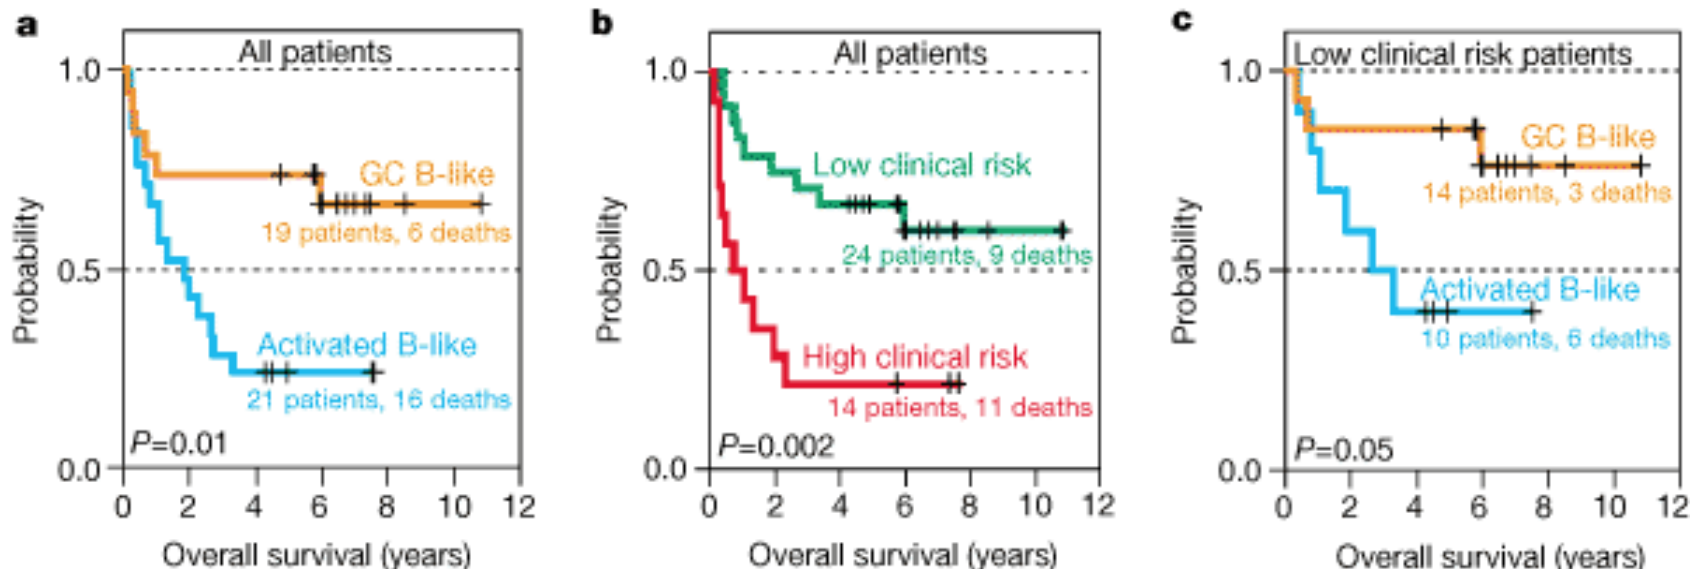 a
All patients
1.0
GC B-like
19 patients, 6 deaths
Probability
0.5
Activated B-like
21 patients, 16 deaths
P=0.01
0.0
0 2 4 6 8 10 12
Overall survival (years)
b
All patients
1.0
Low clinical risk
24 patients, 9 deaths
Probability
0.5
High clinical risk
14 patients, 11 deaths
P=0.002
0.0
0 2 4 6 8 10 12
Overall survival (years)
c
Low clinical risk patients
1.0
GC B-like
14 patients, 3 deaths
Probability
0.5
Activated B-like
10 patients, 6 deaths
P=0.05
0.0
0 2 4 6 8 10 12
Overall survival (years)